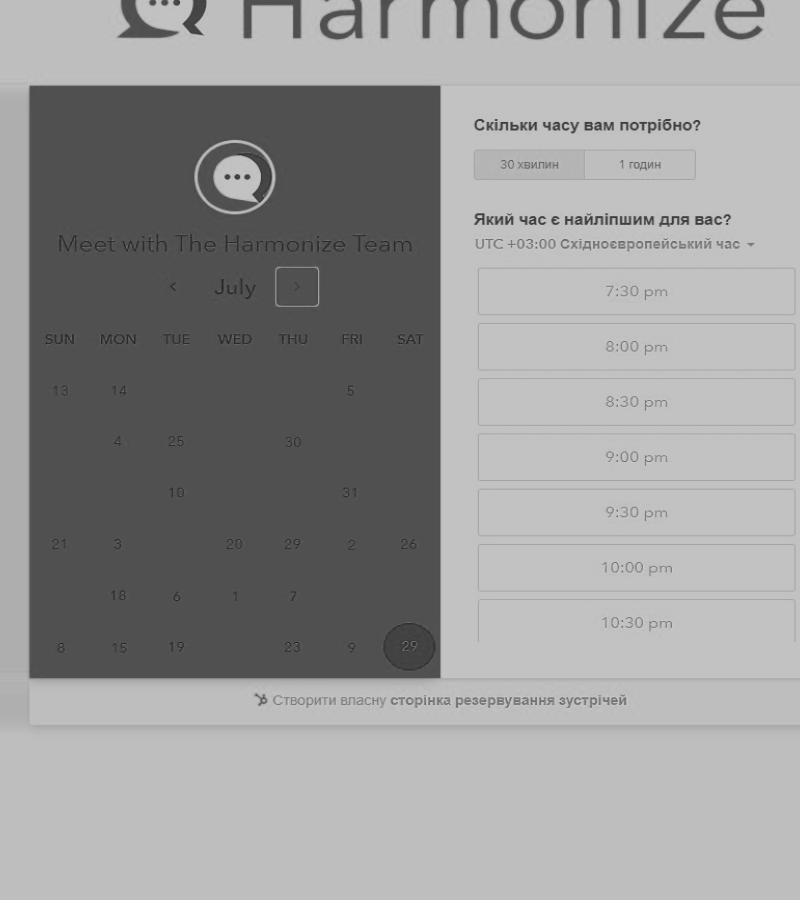 Harmonize
Meet with The Harmonize Team
July
SUN MON TUE WED THU FRI SAT
13 14 5
4 25 30
10 31
21 3 20 29 2 26
18 6 1 7
8 15 19 23 9 29
Скільки часу вам потрібно?
30 хвилин 1 годин
Який час є найліпшим для вас?
UTC +03:00 Східноєвропейський час
7:30 pm
8:00 pm
8:30 pm
9:00 pm
9:30 pm
10:00 pm
10:30 pm
Створити власну сторінка резервування зустрічей